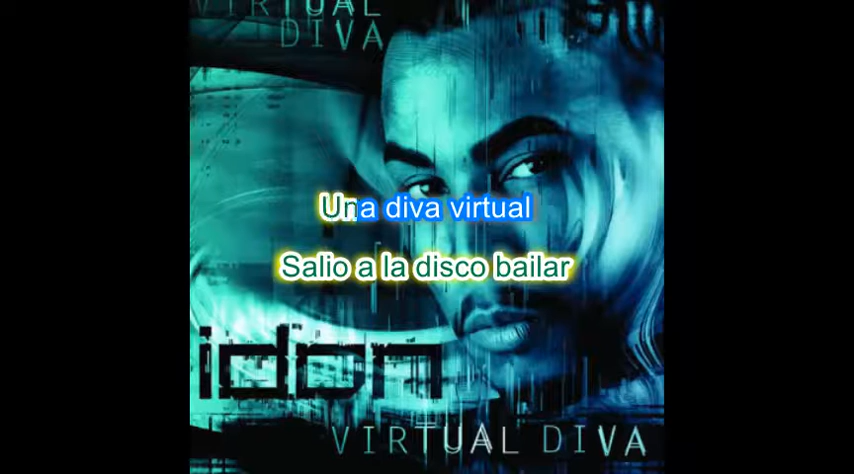 VIRTUAL
DIVA
Una diva virtual
Salio a la disco bailar
idon
VIRTUAL DIVA